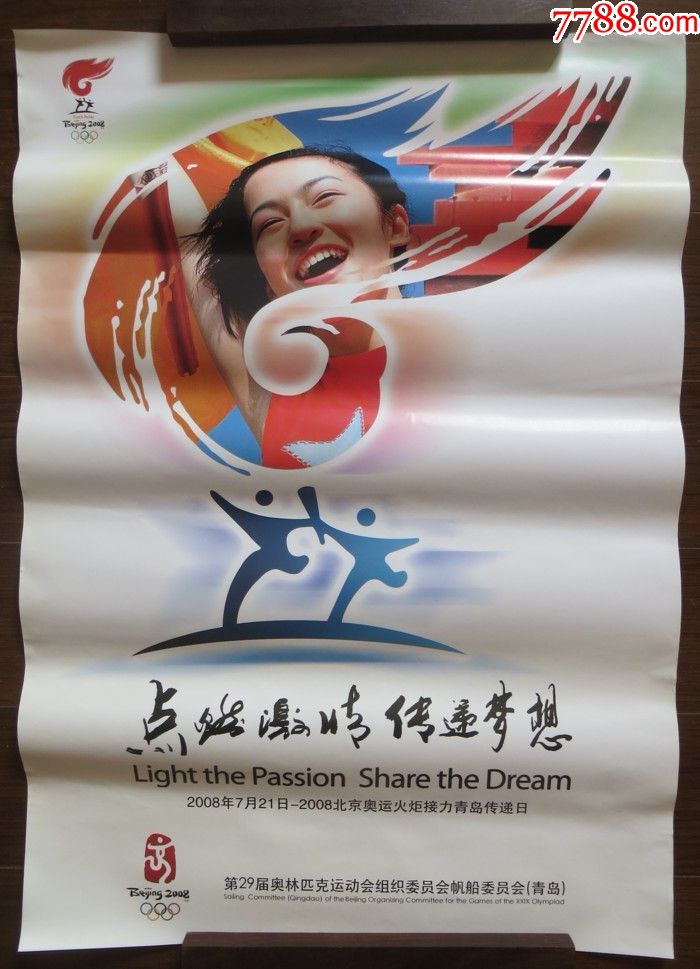 7788.com
Torch Relay
Beijing 2008
点燃激情 传递梦想
Light the Passion Share the Dream
2008年7月21日-2008北京奥运火炬接力青岛传递日
Beijing 2008
第29届奥林匹克运动会组织委员会帆船委员会(青岛)
Sailing Committee (Qingdao) of the Beijing Organizing Committee for the Games of the XXIX Olympiad